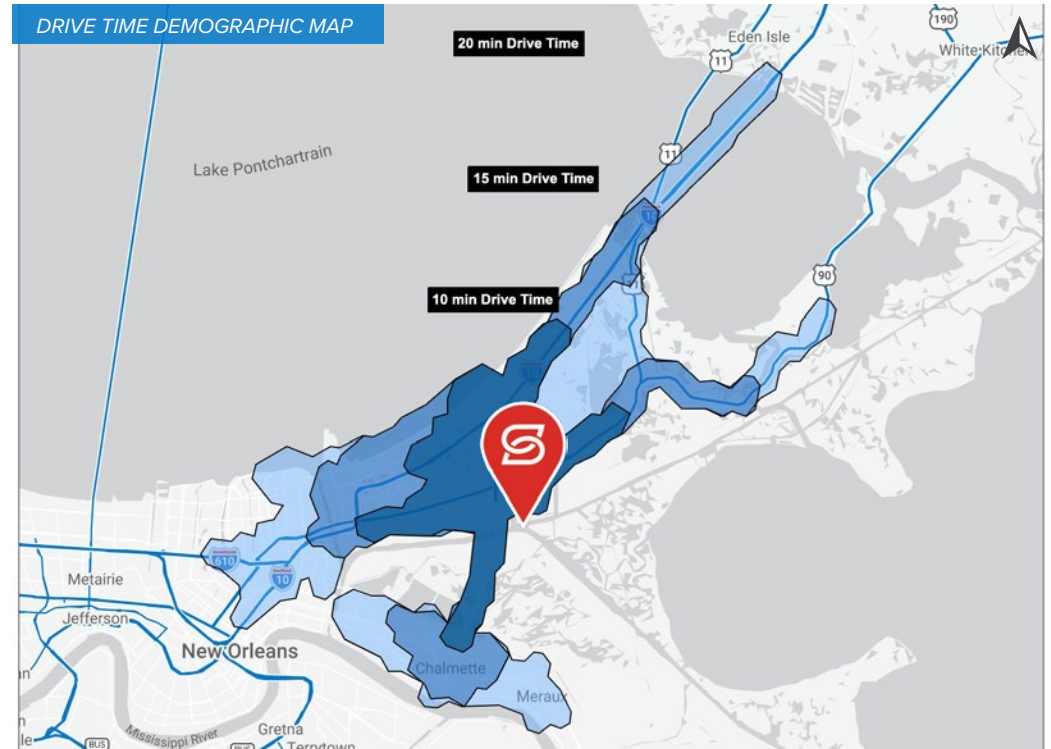 DRIVE TIME DEMOGRAPHIC MAP
20 min Drive Time
Eden Isle
190
White
11
11
Lake Pontchartrain
15 min Drive Time
10
90
10 min Drive Time
10
S
610
10
Metairie
Jefferson
New Orleans
Chalmette
Meraux
Mississippi River
Gretna
Terrytown
BUS
BUS